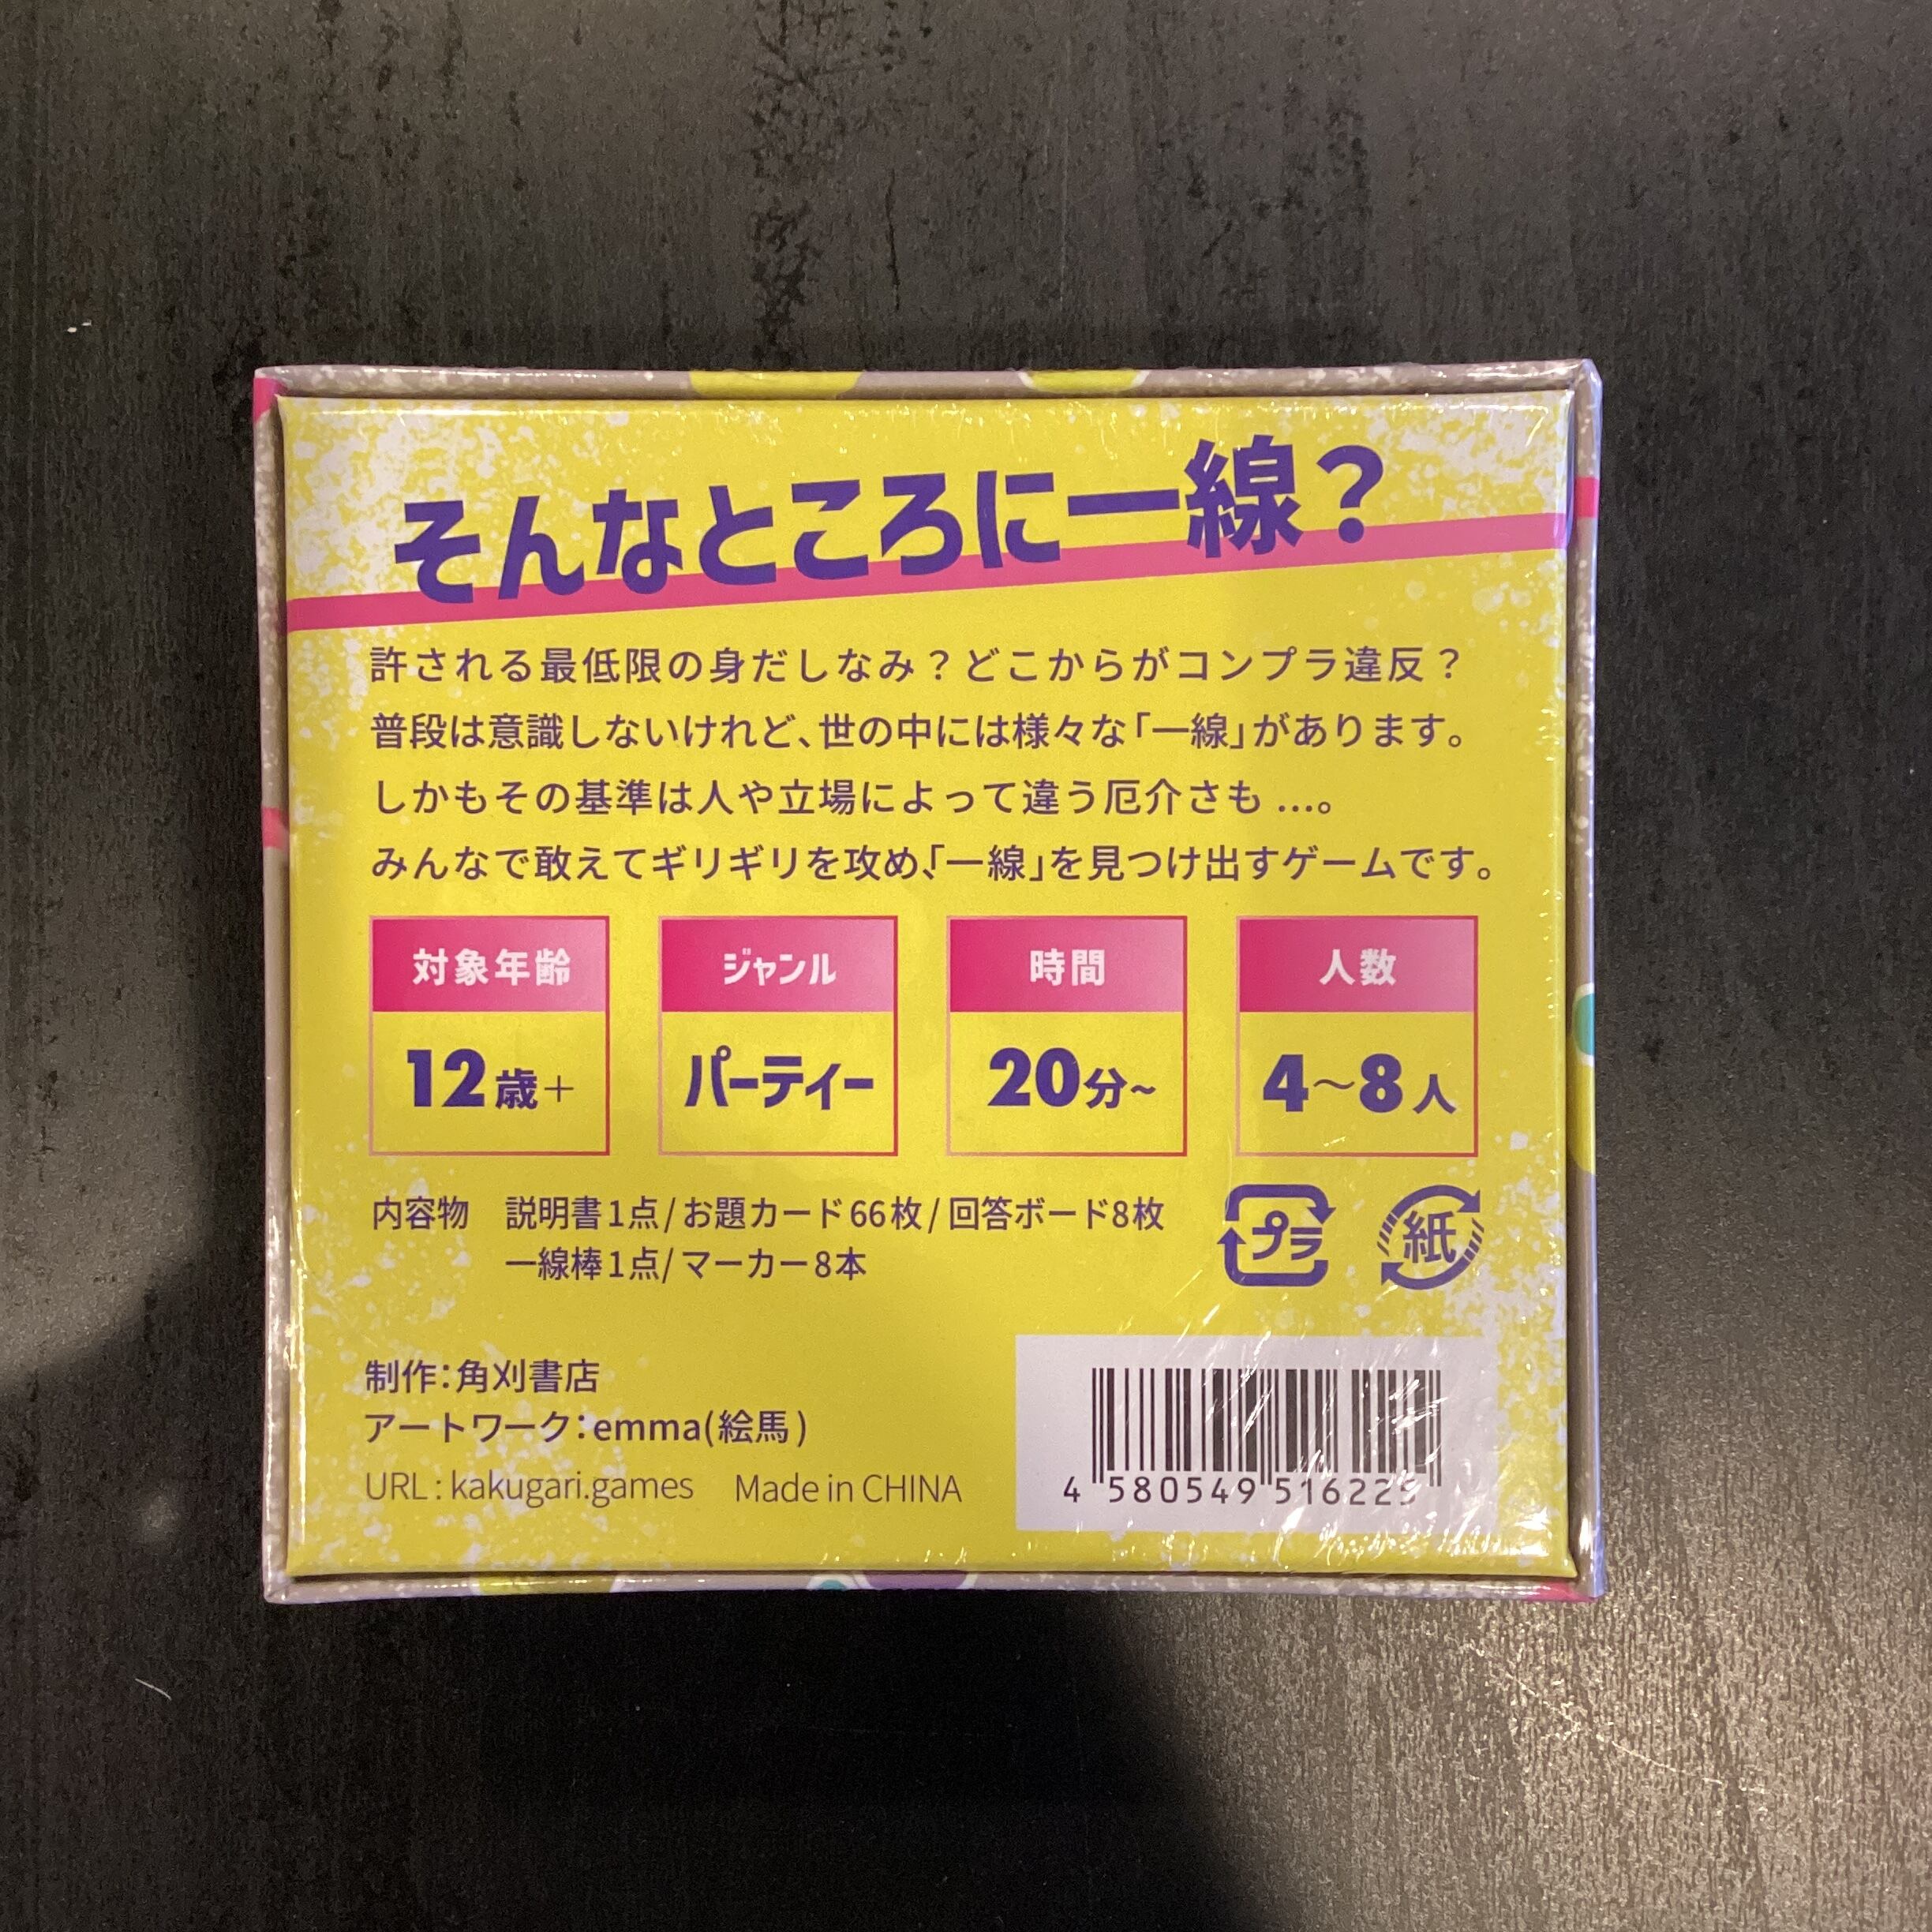 そんなところに一線？
許される最低限の身だしなみ？どこからがコンプラ違反？
普段は意識しないけれど、世の中には様々な「一線」があります。
しかもその基準は人や立場によって違う厄介さも…。
みんなで敢えてギリギリを攻め、「一線」を見つけ出すゲームです。
対象年齢
12歳＋
ジャンル
パーティー
時間
20分~
人数
4〜8人
内容物 説明書1点/お題カード66枚/回答ボード8枚
一線棒1点/マーカー8本
プラ
紙
制作：角刈書店
アートワーク：emma(絵馬)
URL : kakugari.games Made in CHINA
4 580549 516225